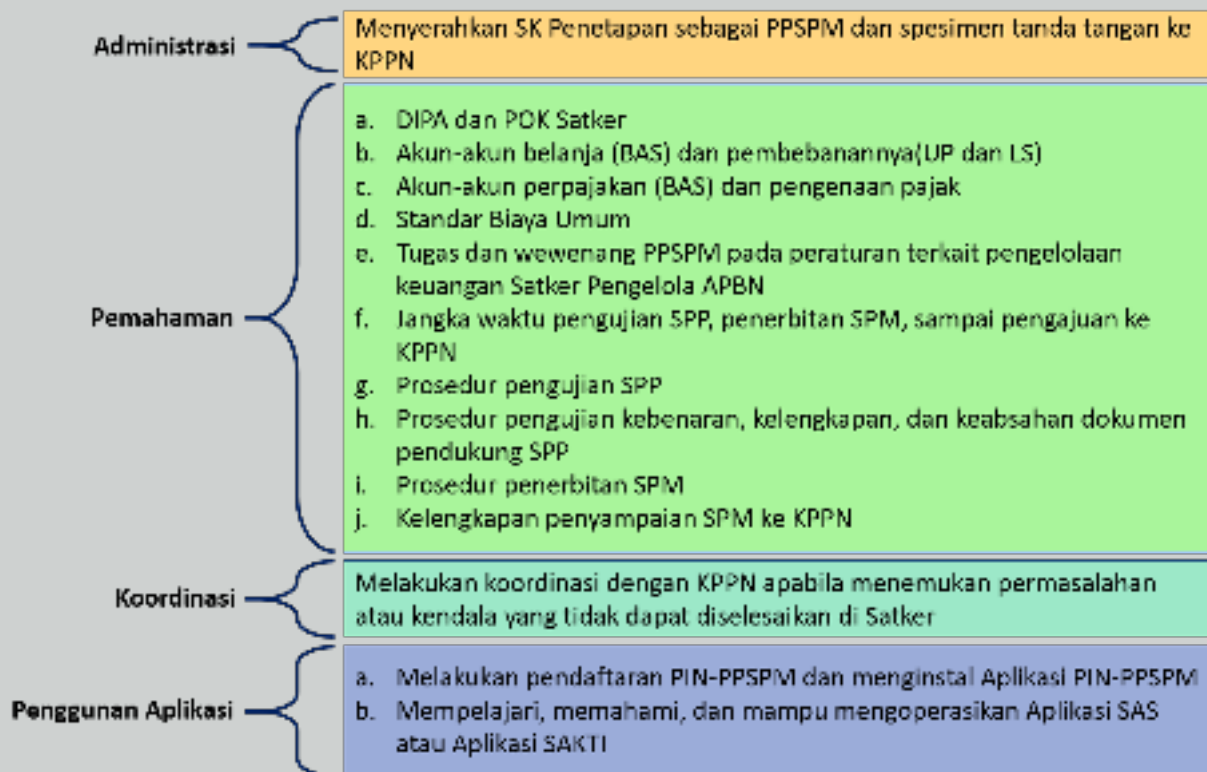 Administrasi
Menyerahkan SK Penetapan sebagai PPSPM dan spesimen tanda tangan ke
KPPN
Pemahaman
a. DIPA dan POK Satker
b. Akun-akun belanja (BAS) dan pembebanannya(UP dan LS)
c. Akun-akun perpajakan (BAS) dan pengenaan pajak
d. Standar Biaya Umum
e. Tugas dan wewenang PPSPM pada peraturan terkait pengelolaan
keuangan Satker Pengelola APBN
f. Jangka waktu pengujian SPP, penerbitan SPM, sampai pengajuan ke
KPPN
g. Prosedur pengujian SPP
h. Prosedur pengujian kebenaran, kelengkapan, dan keabsahan dokumen
pendukung SPP
i. Prosedur penerbitan SPM
j. Kelengkapan penyampaian SPM ke KPPN
Koordinasi
Melakukan koordinasi dengan KPPN apabila menemukan permasalahan
atau kendala yang tidak dapat diselesaikan di Satker
Penggunan Aplikasi
a. Melakukan pendaftaran PIN-PPSPM dan menginstal Aplikasi PIN-PPSPM
b. Mempelajari, memahami, dan mampu mengoperasikan Aplikasi SAS
atau Aplikasi SAKTI